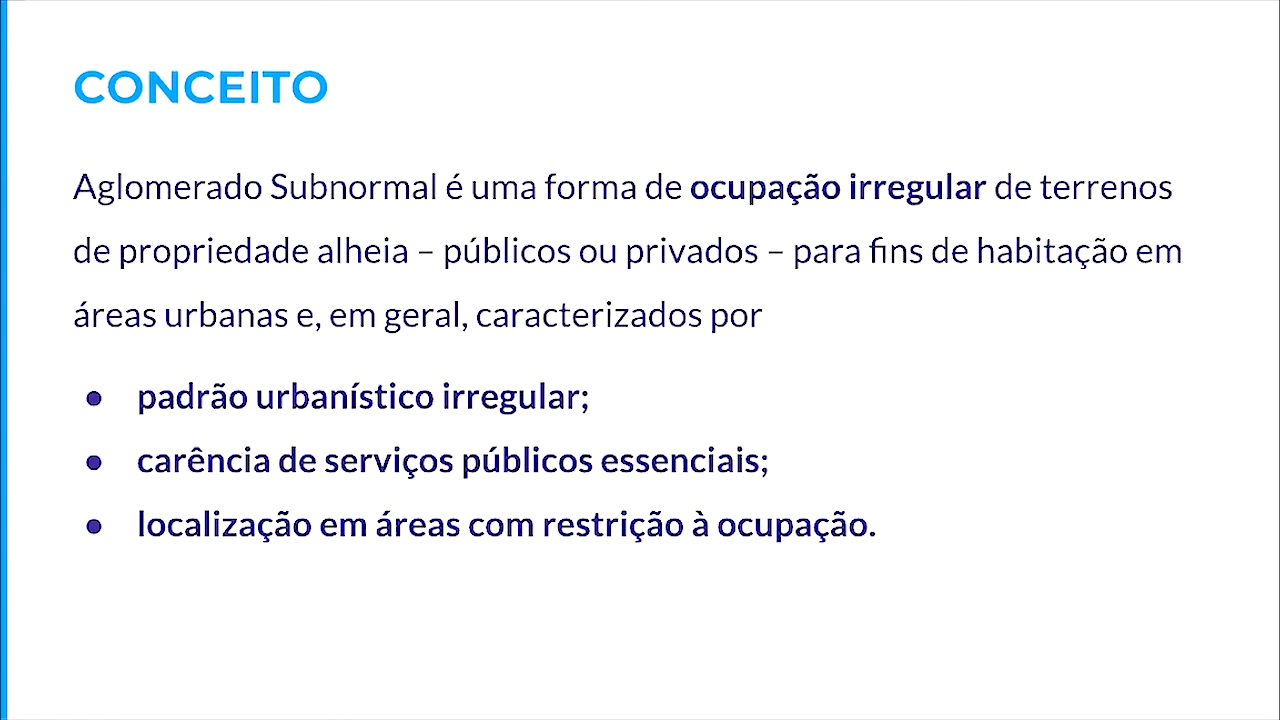 CONCEITO
Aglomerado Subnormal é uma forma de ocupação irregular de terrenos
de propriedade alheia – públicos ou privados – para fins de habitação em
áreas urbanas e, em geral, caracterizados por
● padrão urbanístico irregular;
● carência de serviços públicos essenciais;
● localização em áreas com restrição à ocupação.